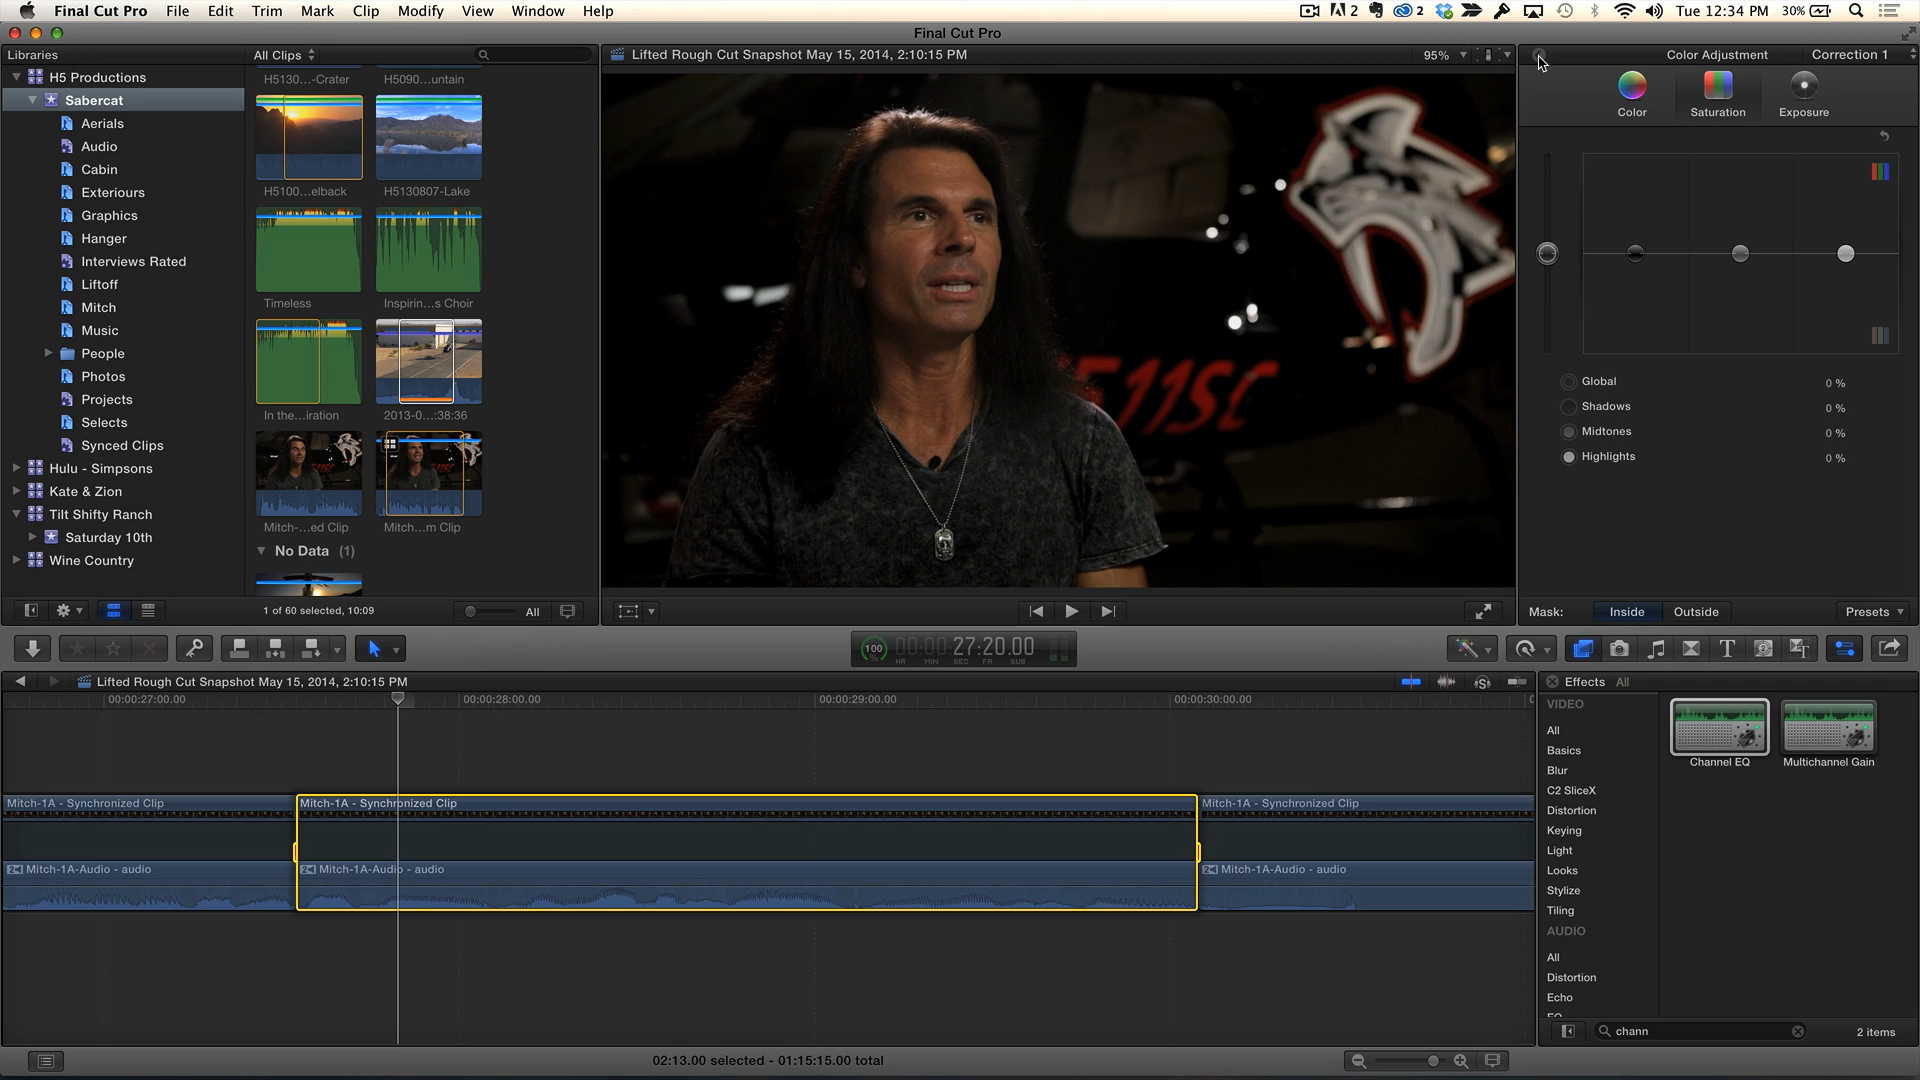 Final Cut Pro File Edit Trim Mark Clip Modify View Window Help
2 2 Tue 12:34 PM 30%
Final Cut Pro
Libraries
All Clips
Lifted Rough Cut Snapshot May 15, 2014, 2:10:15 PM
95%
Color Adjustment
Correction 1
H5 Productions
Sabercat
Aerials
Audio
Cabin
Exteriours
Graphics
Hanger
Interviews Rated
Liftoff
Mitch
Music
People
Photos
Projects
Selects
Synced Clips
Hulu - Simpsons
Kate & Zion
Tilt Shifty Ranch
Saturday 10th
Wine Country
H5130...-Crater
H5090...untain
H5100...elback
H5130807-Lake
Timeless
Inspirin...s Choir
In the...iration
2013-0...:38:36
Mitch-...ed Clip
Mitch...m Clip
No Data (1)
1 of 60 selected, 10:09
All
11SC
Color
Saturation
Exposure
Global 0 %
Shadows 0 %
Midtones 0 %
Highlights 0 %
Mask: Inside Outside Presets
100 %
00:00:27:20.00
HR MIN SEC FR SUB
Lifted Rough Cut Snapshot May 15, 2014, 2:10:15 PM
00:00:27:00.00
00:00:28:00.00
00:00:29:00.00
00:00:30:00.00
Mitch-1A - Synchronized Clip
Mitch-1A - Synchronized Clip
Mitch-1A - Synchronized Clip
Mitch-1A-Audio - audio
Mitch-1A-Audio - audio
Mitch-1A-Audio - audio
Effects All
VIDEO
All
Basics
Blur
C2 SliceX
Distortion
Keying
Light
Looks
Stylize
Tiling
AUDIO
All
Distortion
Echo
EQ
Channel EQ
Multichannel Gain
chann
2 items
02:13.00 selected - 01:15:15.00 total